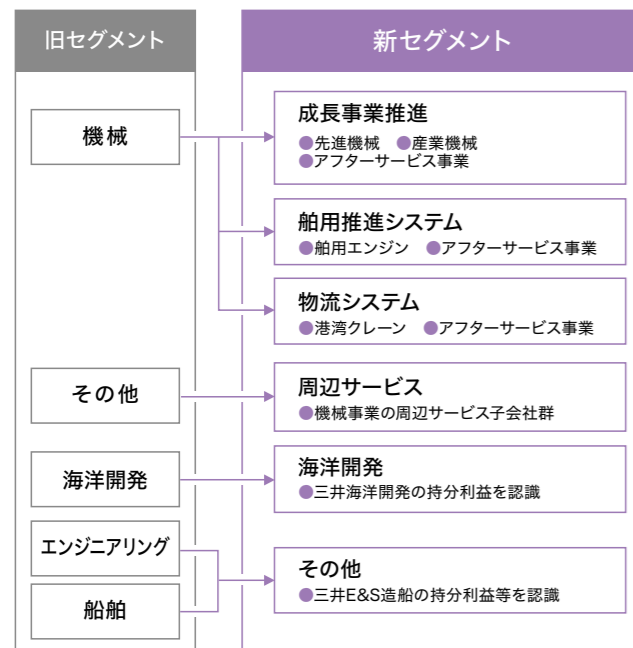 旧セグメント
新セグメント
機械
成長事業推進
●先進機械 ●産業機械
●アフターサービス事業
舶用推進システム
●舶用エンジン ●アフターサービス事業
物流システム
●港湾クレーン ●アフターサービス事業
その他
周辺サービス
●機械事業の周辺サービス子会社群
海洋開発
海洋開発
●三井海洋開発の持分利益を認識
エンジニアリング
船舶
その他
●三井E&S造船の持分利益等を認識